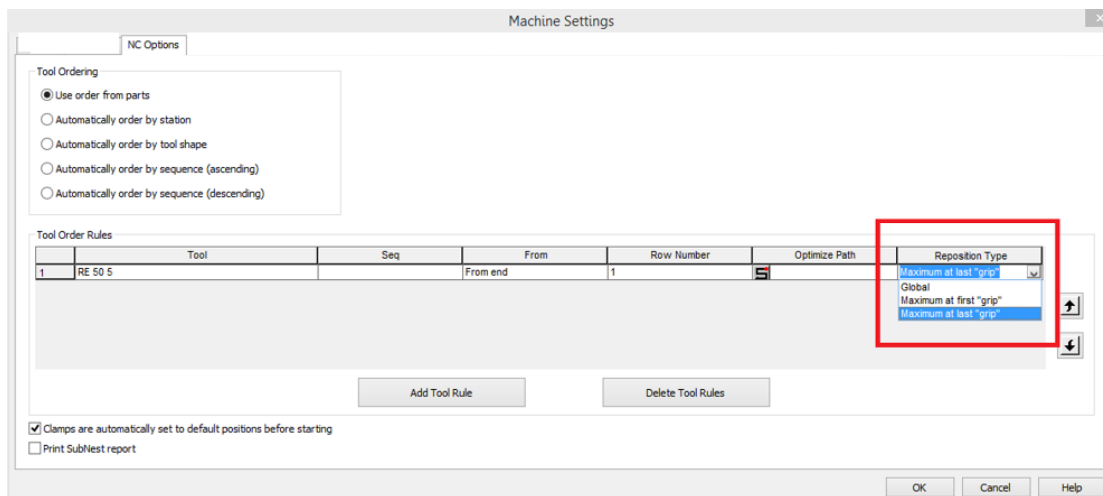 Machine Settings
NC Options
Tool Ordering
Use order from parts
Automatically order by station
Automatically order by tool shape
Automatically order by sequence (ascending)
Automatically order by sequence (descending)
Tool Order Rules
Tool Seq From Row Number Optimize Path Reposition Type
1 RE 50 5 From end 1 Maximum at last "grip"
Global
Maximum at first "grip"
Maximum at last "grip"
Add Tool Rule Delete Tool Rules
Clamps are automatically set to default positions before starting
Print SubNest report
OK Cancel Help